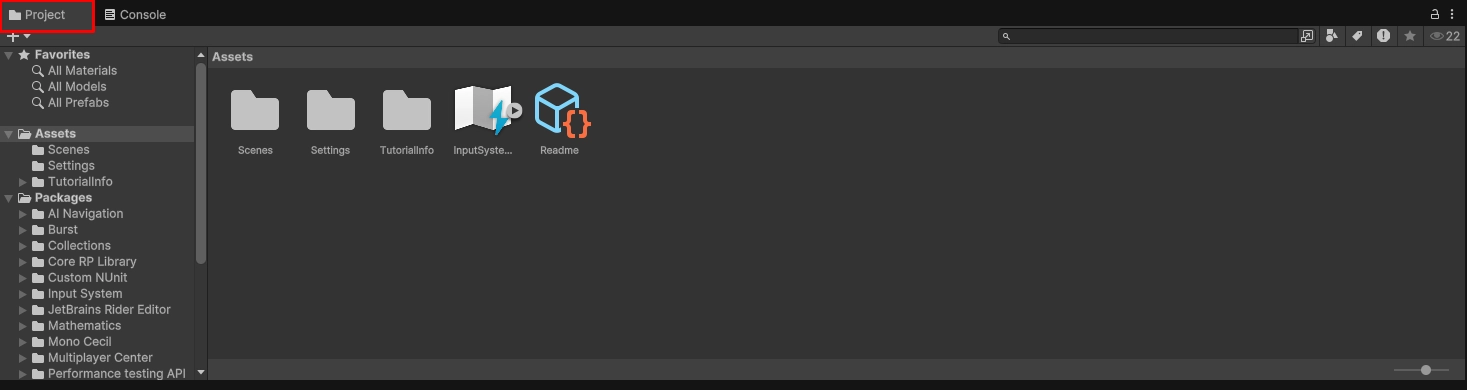 Project Console
22
Favorites
All Materials
All Models
All Prefabs
Assets
Scenes
Settings
TutorialInfo
Packages
AI Navigation
Burst
Collections
Core RP Library
Custom NUnit
Input System
JetBrains Rider Editor
Mathematics
Mono Cecil
Multiplayer Center
Performance testing API
Assets
Scenes Settings TutorialInfo InputSyste... Readme